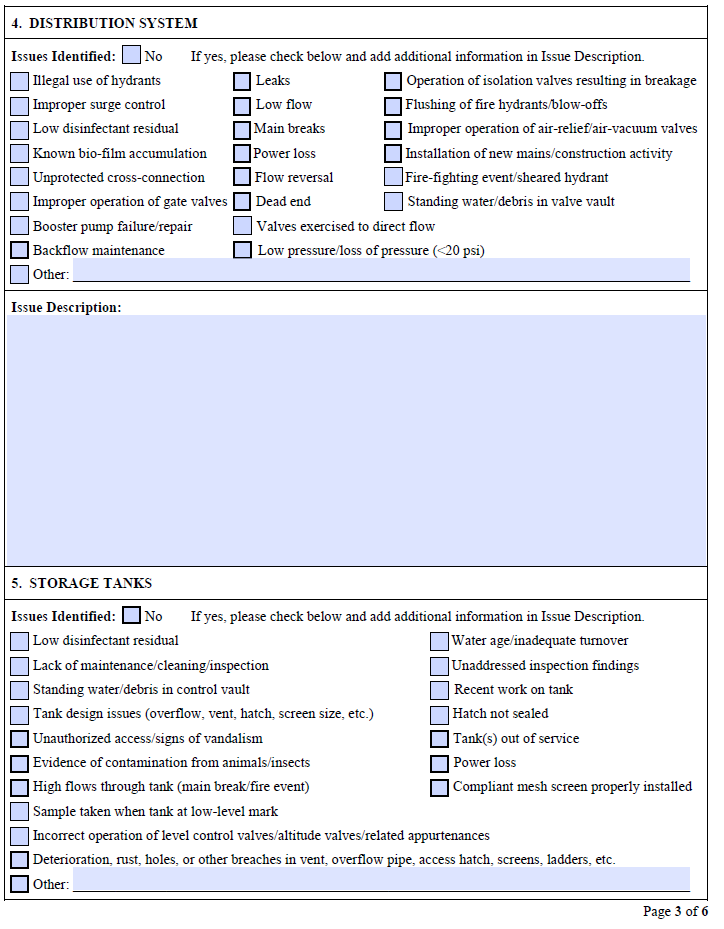 4. DISTRIBUTION SYSTEM
Issues Identified: No If yes, please check below and add additional information in Issue Description.
Illegal use of hydrants Leaks Operation of isolation valves resulting in breakage
Improper surge control Low flow Flushing of fire hydrants/blow-offs
Low disinfectant residual Main breaks Improper operation of air-relief/air-vacuum valves
Known bio-film accumulation Power loss Installation of new mains/construction activity
Unprotected cross-connection Flow reversal Fire-fighting event/sheared hydrant
Improper operation of gate valves Dead end Standing water/debris in valve vault
Booster pump failure/repair Valves exercised to direct flow
Backflow maintenance Low pressure/loss of pressure (<20 psi)
Other:
Issue Description:
5. STORAGE TANKS
Issues Identified: No If yes, please check below and add additional information in Issue Description.
Low disinfectant residual Water age/inadequate turnover
Lack of maintenance/cleaning/inspection Unaddressed inspection findings
Standing water/debris in control vault Recent work on tank
Tank design issues (overflow, vent, hatch, screen size, etc.) Hatch not sealed
Unauthorized access/signs of vandalism Tank(s) out of service
Evidence of contamination from animals/insects Power loss
High flows through tank (main break/fire event) Compliant mesh screen properly installed
Sample taken when tank at low-level mark
Incorrect operation of level control valves/altitude valves/related appurtenances
Deterioration, rust, holes, or other breaches in vent, overflow pipe, access hatch, screens, ladders, etc.
Other:
Page 3 of 6